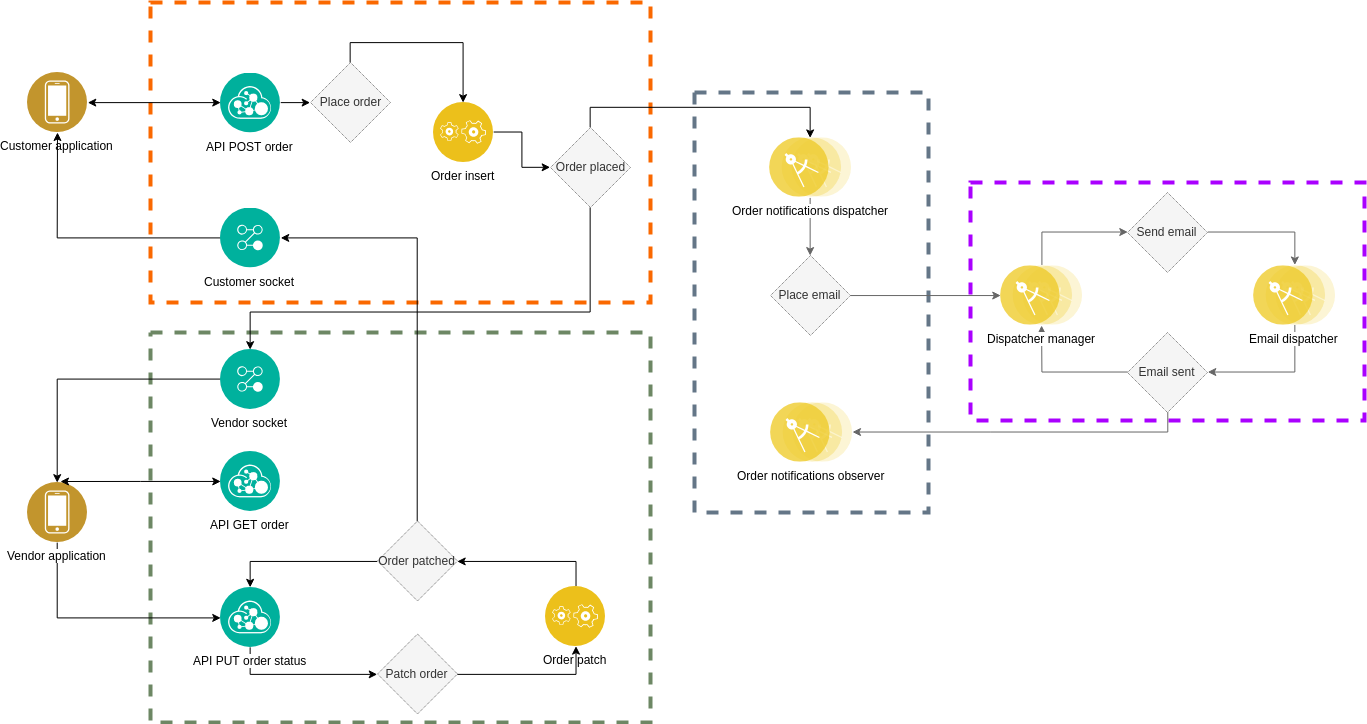 Customer application
API POST order
Place order
Order insert
Order placed
Customer socket
Order notifications dispatcher
Place email
Order notifications observer
Send email
Dispatcher manager
Email dispatcher
Email sent
Vendor socket
API GET order
Vendor application
Order patched
API PUT order status
Order patch
Patch order